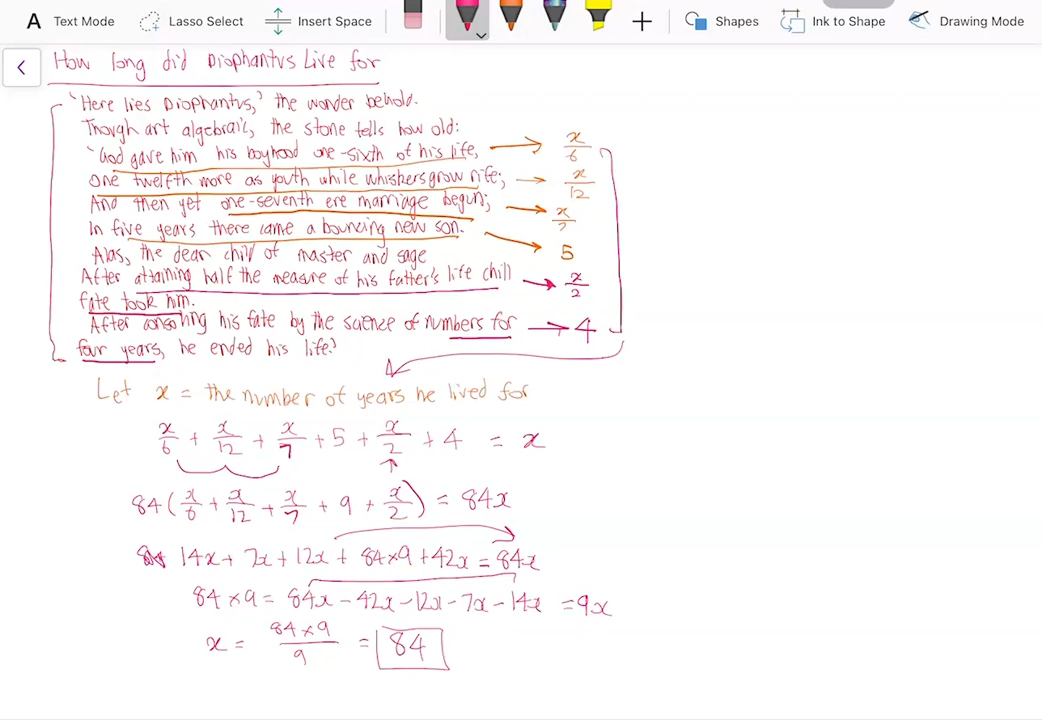 A Text Mode Lasso Select Insert Space Shapes Ink to Shape Drawing Mode
How long did Diophantus Live for
'Here lies Diophantus,' the wonder behold.
Though art algebraic, the stone tells how old:
'God gave him his boyhood one-sixth of his life, → x/6
One twelfth more as youth while whiskers grow rife; → x/12
And then yet one-seventh ere marriage begun; → x/7
In five years there came a bouncing new son. → 5
Alas, the dear chill of master and sage
After attaining half the measure of his father's life chill → x/2
fate took him.
After consoling his fate by the science of numbers for → 4
four years, he ended his life.'
Let x = the number of years he lived for
x/6 + x/12 + x/7 + 5 + x/2 + 4 = x
84(x/6 + x/12 + x/7 + 9 + x/2) = 84x
14x + 7x + 12x + 84×9 + 42x = 84x
84×9 = 84x - 42x - 12x - 7x - 14x = 9x
x = 84×9/9 = 84